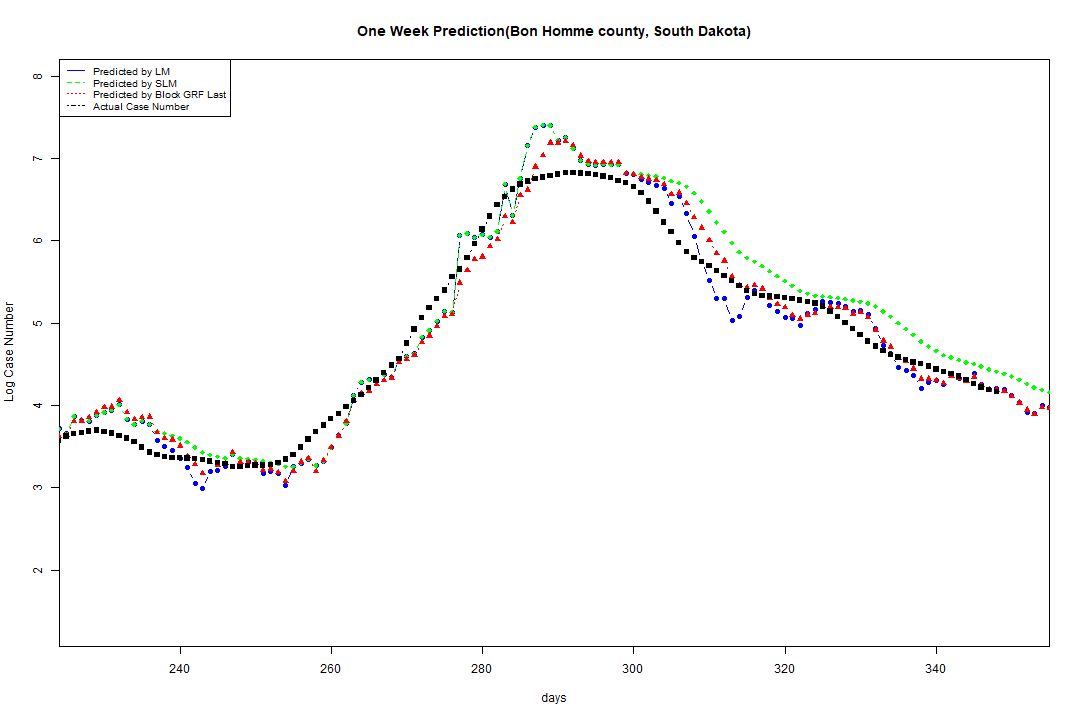 One Week Prediction(Bon Homme county, South Dakota)
Predicted by LM
Predicted by SLM
Predicted by Block GRF Last
Actual Case Number
8
7
6
5
4
3
2
Log Case Number
240 260 280 300 320 340
days